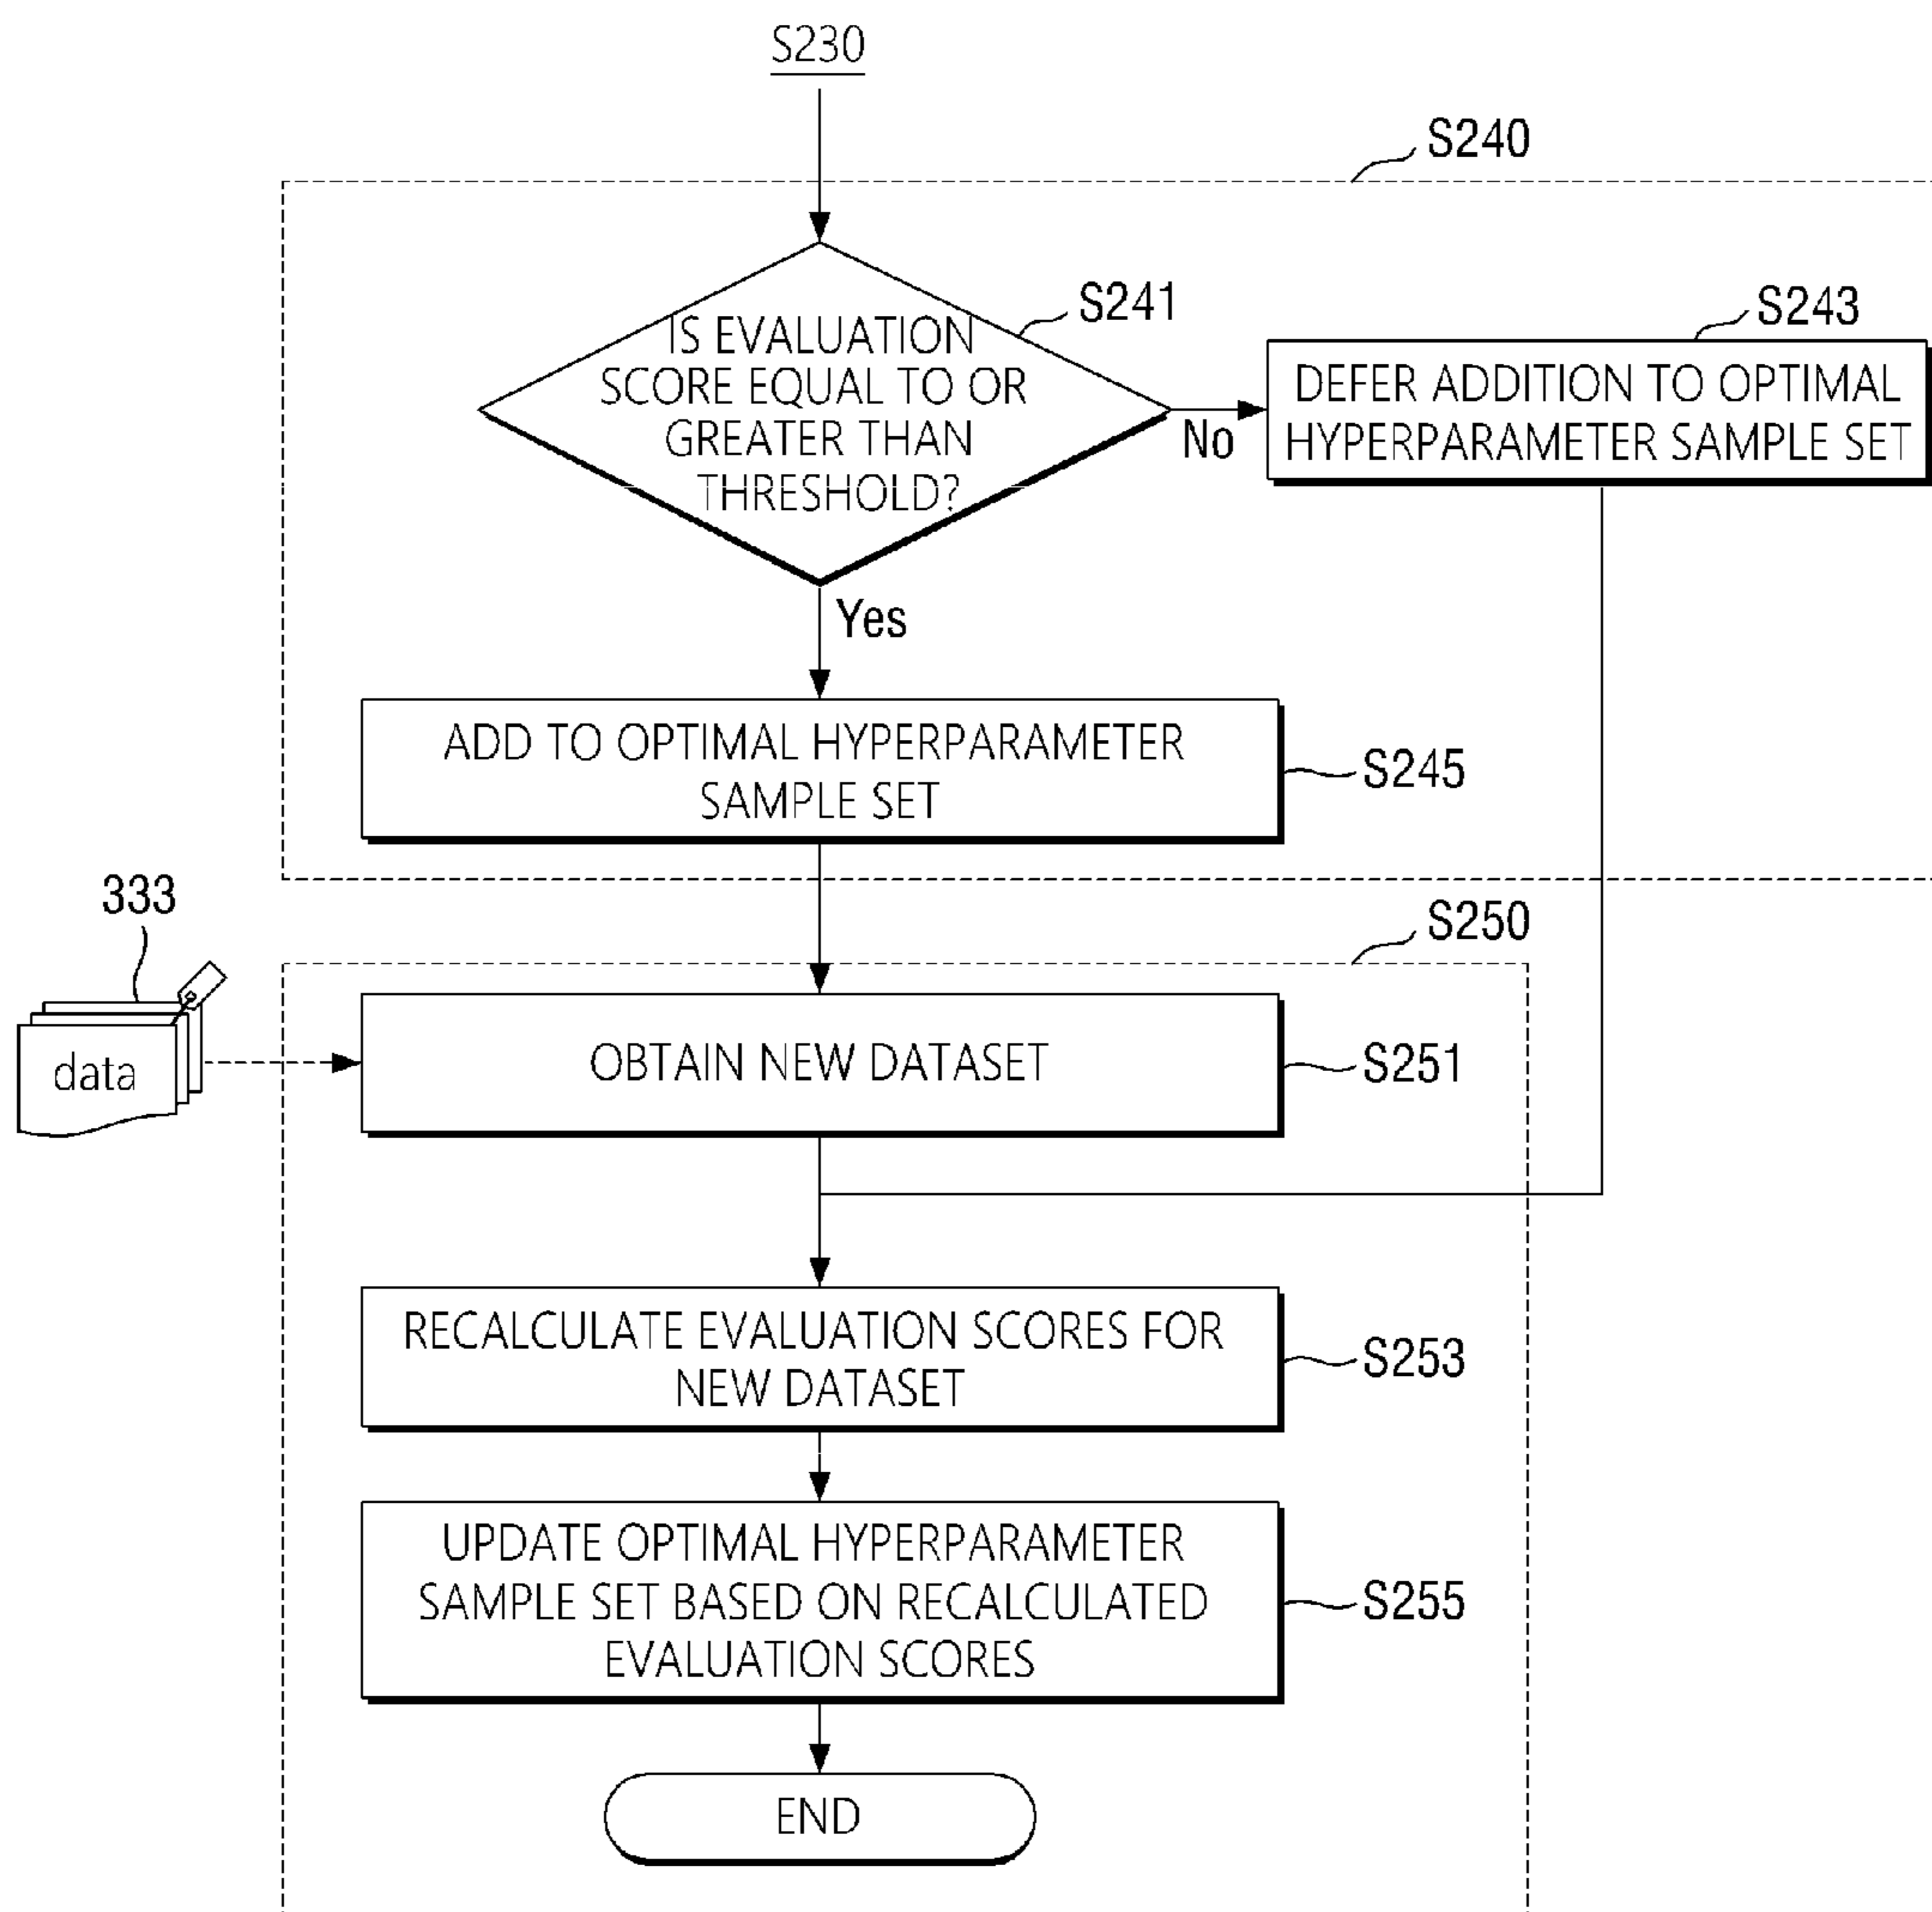 S230
S240
S241
IS EVALUATION
SCORE EQUAL TO OR
GREATER THAN
THRESHOLD?
No
S243
DEFER ADDITION TO OPTIMAL
HYPERPARAMETER SAMPLE SET
Yes
ADD TO OPTIMAL HYPERPARAMETER
SAMPLE SET
S245
333
data
S250
OBTAIN NEW DATASET
S251
RECALCULATE EVALUATION SCORES FOR
NEW DATASET
S253
UPDATE OPTIMAL HYPERPARAMETER
SAMPLE SET BASED ON RECALCULATED
EVALUATION SCORES
S255
END